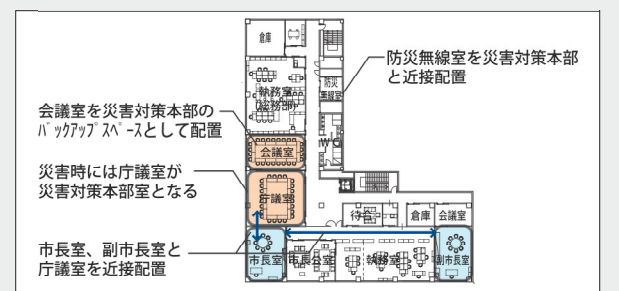 倉庫
執務室
(総務部)
防災
無線室
防災無線室を災害対策本部
と近接配置
会議室を災害対策本部の
ﾊﾞｯｸｱｯﾌﾟｽﾍﾟｰｽとして配置
会議室
WC
災害時には庁議室が
災害対策本部室となる
庁議室
待合
倉庫
会議室
市長室、副市長室と
庁議室を近接配置
市長室
市長公室
執務室
副市長室